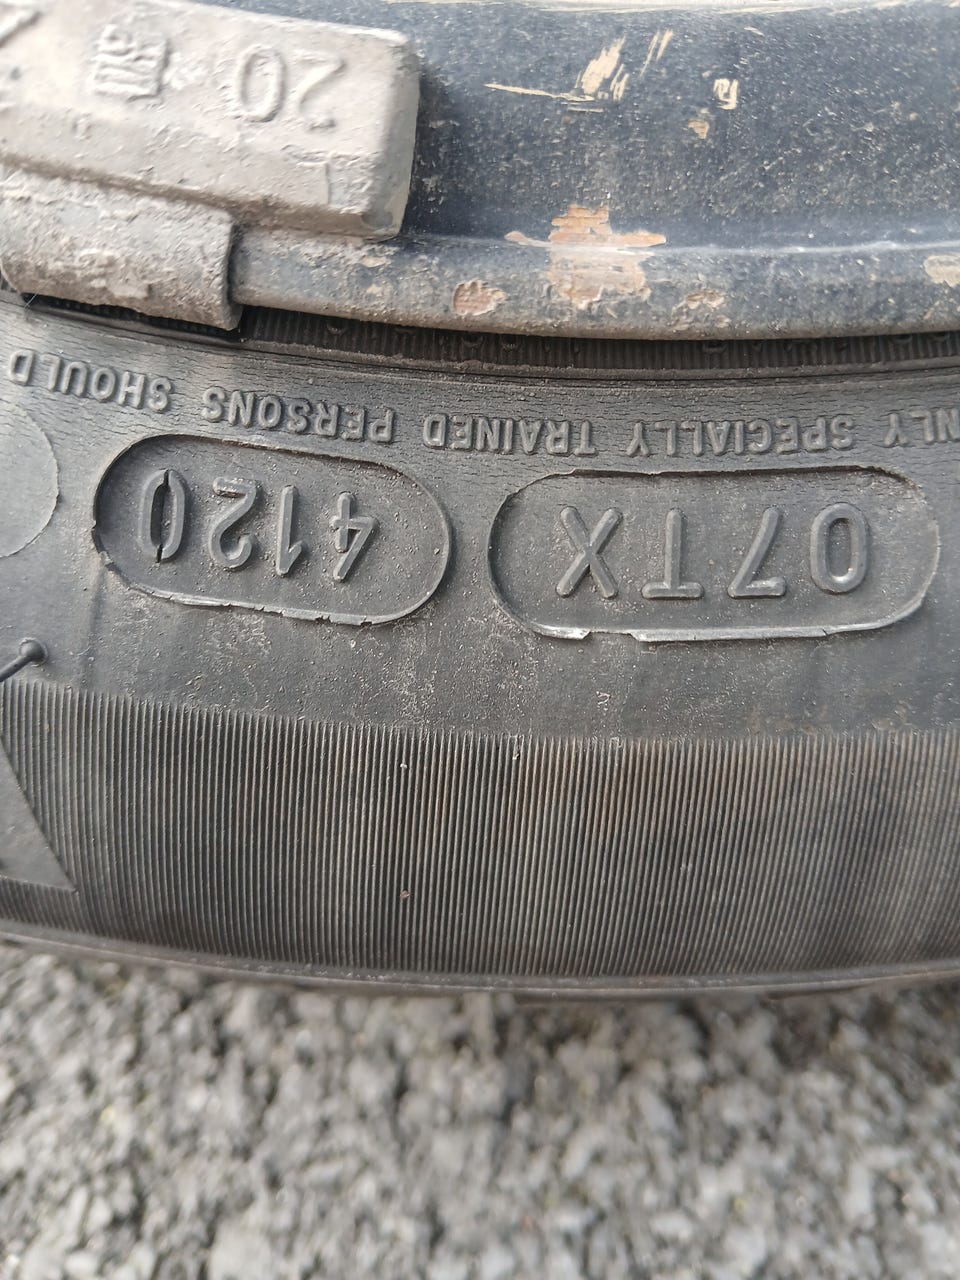 20
NLY SPECIALLY TRAINED PERSONS SHOULD
07TX 4120